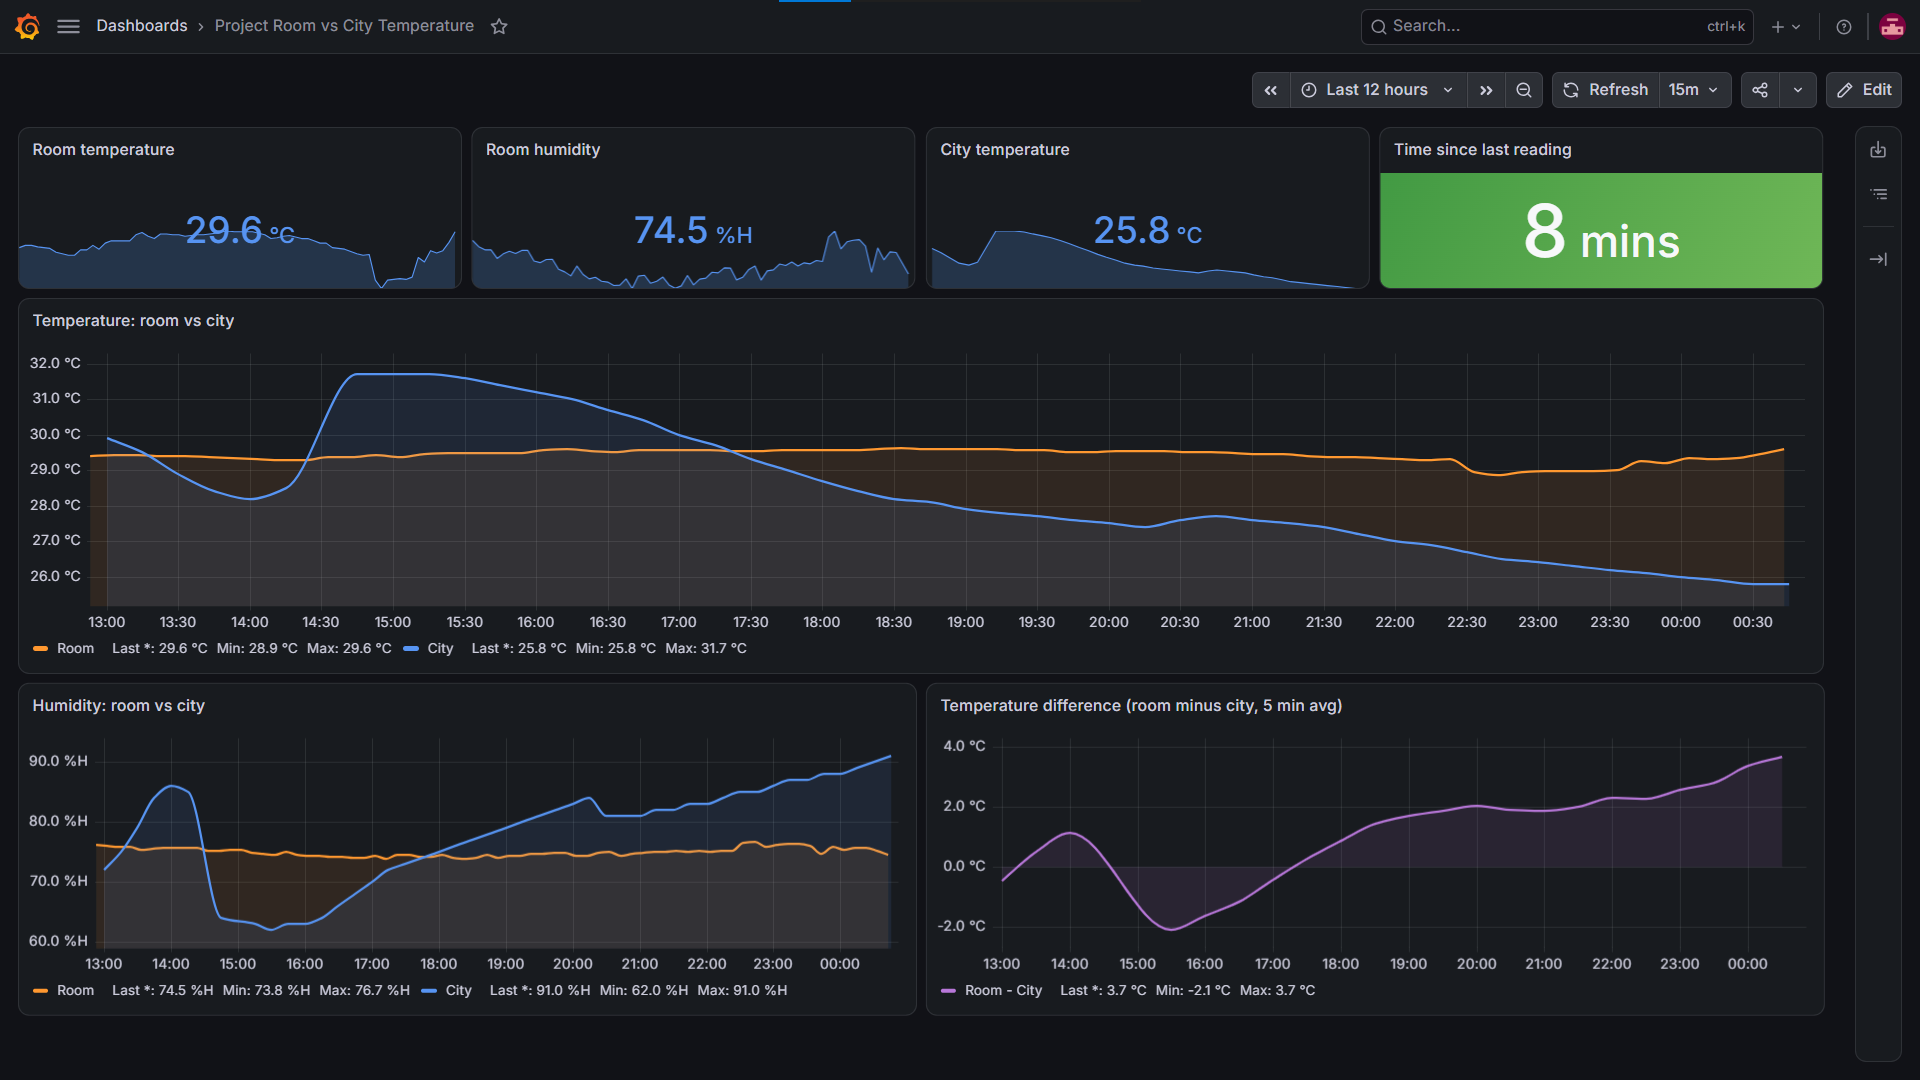 Dashboards › Project Room vs City Temperature
Search... ctrl+k
Last 12 hours Refresh 15m Edit
Room temperature
29.6 °C
Room humidity
74.5 %H
City temperature
25.8 °C
Time since last reading
8 mins
Temperature: room vs city
32.0 °C
31.0 °C
30.0 °C
29.0 °C
28.0 °C
27.0 °C
26.0 °C
13:00 13:30 14:00 14:30 15:00 15:30 16:00 16:30 17:00 17:30 18:00 18:30 19:00 19:30 20:00 20:30 21:00 21:30 22:00 22:30 23:00 23:30 00:00 00:30
Room Last *: 29.6 °C Min: 28.9 °C Max: 29.6 °C City Last *: 25.8 °C Min: 25.8 °C Max: 31.7 °C
Humidity: room vs city
90.0 %H
80.0 %H
70.0 %H
60.0 %H
13:00 14:00 15:00 16:00 17:00 18:00 19:00 20:00 21:00 22:00 23:00 00:00
Room Last *: 74.5 %H Min: 73.8 %H Max: 76.7 %H City Last *: 91.0 %H Min: 62.0 %H Max: 91.0 %H
Temperature difference (room minus city, 5 min avg)
4.0 °C
2.0 °C
0.0 °C
-2.0 °C
13:00 14:00 15:00 16:00 17:00 18:00 19:00 20:00 21:00 22:00 23:00 00:00
Room - City Last *: 3.7 °C Min: -2.1 °C Max: 3.7 °C